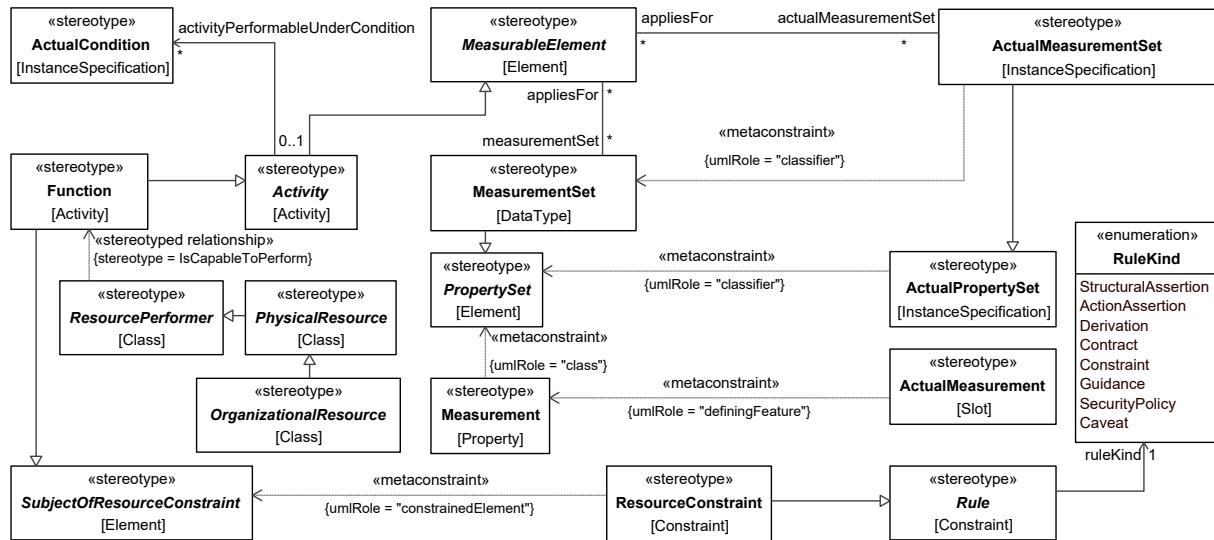 «stereotype»
ActualCondition
[InstanceSpecification]
*
activityPerformableUnderCondition
0..1
«stereotype»
MeasurableElement
[Element]
appliesFor
*
actualMeasurementSet
*
«stereotype»
ActualMeasurementSet
[InstanceSpecification]
appliesFor
*
measurementSet
*
«metaconstraint»
{umlRole = "classifier"}
«stereotype»
Function
[Activity]
«stereotype»
Activity
[Activity]
«stereotype»
MeasurementSet
[DataType]
«stereotyped relationship»
{stereotype = IsCapableToPerform}
«stereotype»
ResourcePerformer
[Class]
«stereotype»
PhysicalResource
[Class]
«stereotype»
PropertySet
[Element]
«metaconstraint»
{umlRole = "classifier"}
«stereotype»
ActualPropertySet
[InstanceSpecification]
«enumeration»
RuleKind
StructuralAssertion
ActionAssertion
Derivation
Contract
Constraint
Guidance
SecurityPolicy
Caveat
«metaconstraint»
{umlRole = "class"}
«stereotype»
OrganizationalResource
[Class]
«stereotype»
Measurement
[Property]
«metaconstraint»
{umlRole = "definingFeature"}
«stereotype»
ActualMeasurement
[Slot]
ruleKind
1
«stereotype»
SubjectOfResourceConstraint
[Element]
«metaconstraint»
{umlRole = "constrainedElement"}
«stereotype»
ResourceConstraint
[Constraint]
«stereotype»
Rule
[Constraint]